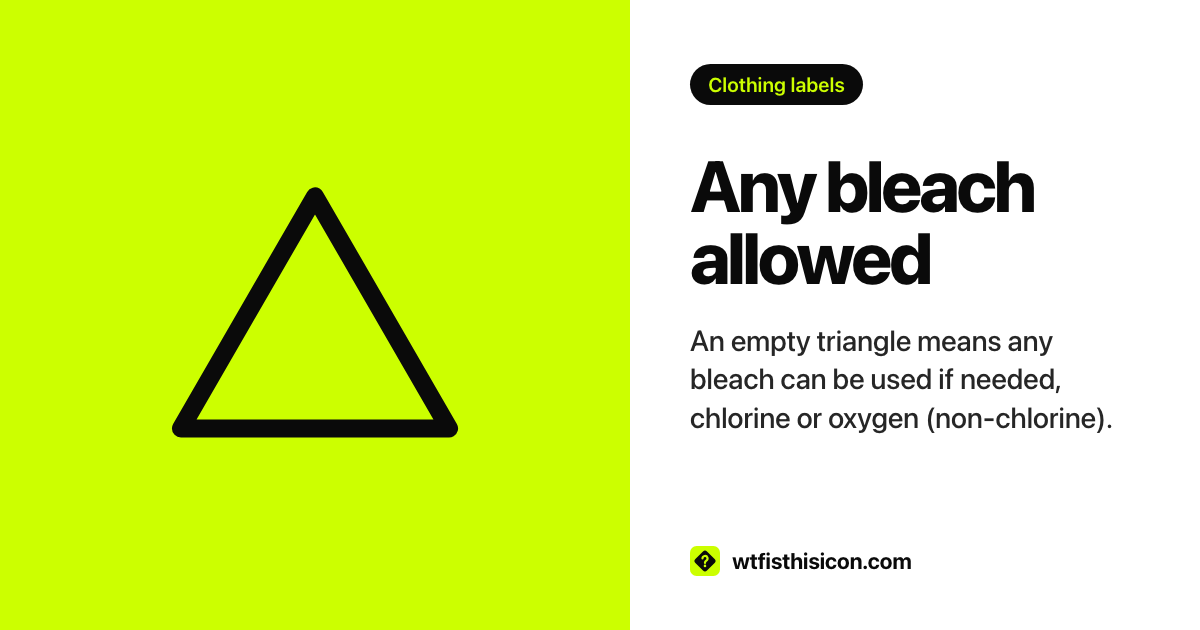 Clothing labels
Any bleach
allowed
An empty triangle means any
bleach can be used if needed,
chlorine or oxygen (non-chlorine).
?
wtfisthisicon.com